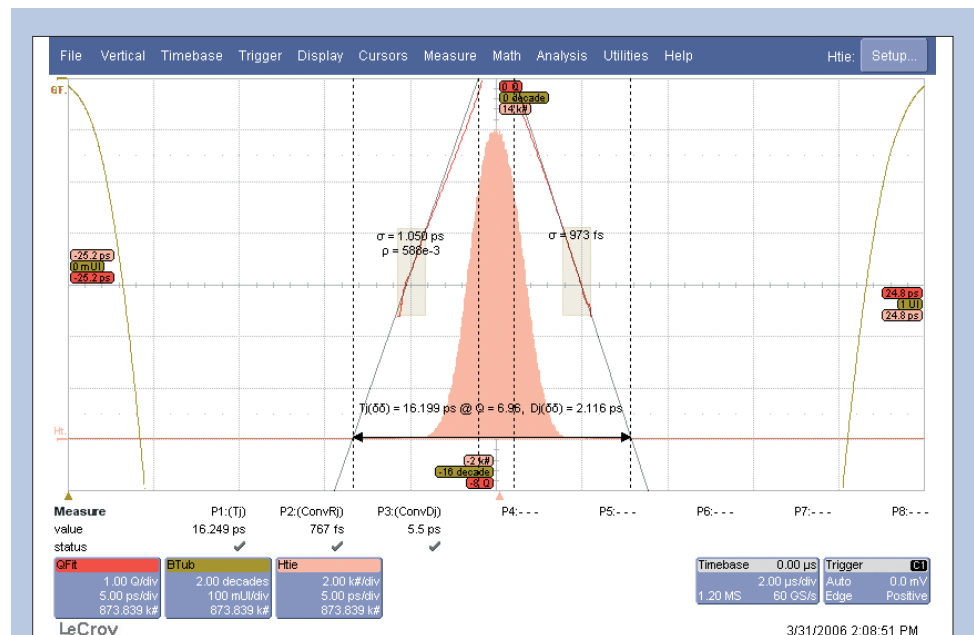 File Vertical Timebase Trigger Display Cursors Measure Math Analysis Utilities Help Htie: Setup...
QF.
0 Q
0 decade
14 k#
σ = 1.050 ps
ρ = 588e-3
σ = 973 fs
-25.2 ps
0 mUI
-25.2 ps
24.8 ps
1 UI
24.8 ps
Tj(δδ) = 16.199 ps @ Q = 6.96, Dj(δδ) = 2.116 ps
Ht.
-2 k#
-16 decade
-8 Q
Measure P1:(Tj) P2:(ConvRj) P3:(ConvDj) P4:- - - P5:- - - P6:- - - P7:- - - P8:- - -
value 16.249 ps 767 fs 5.5 ps
status
QFit BTub Htie Timebase 0.00 µs Trigger C1
1.00 Q/div 2.00 decades 2.00 k#/div 2.00 µs/div Auto 0.0 mV
5.00 ps/div 100 mUI/div 5.00 ps/div 1.20 MS 60 GS/s Edge Positive
873.839 k# 873.839 k# 873.839 k#
LeCroy 3/31/2006 2:08:51 PM